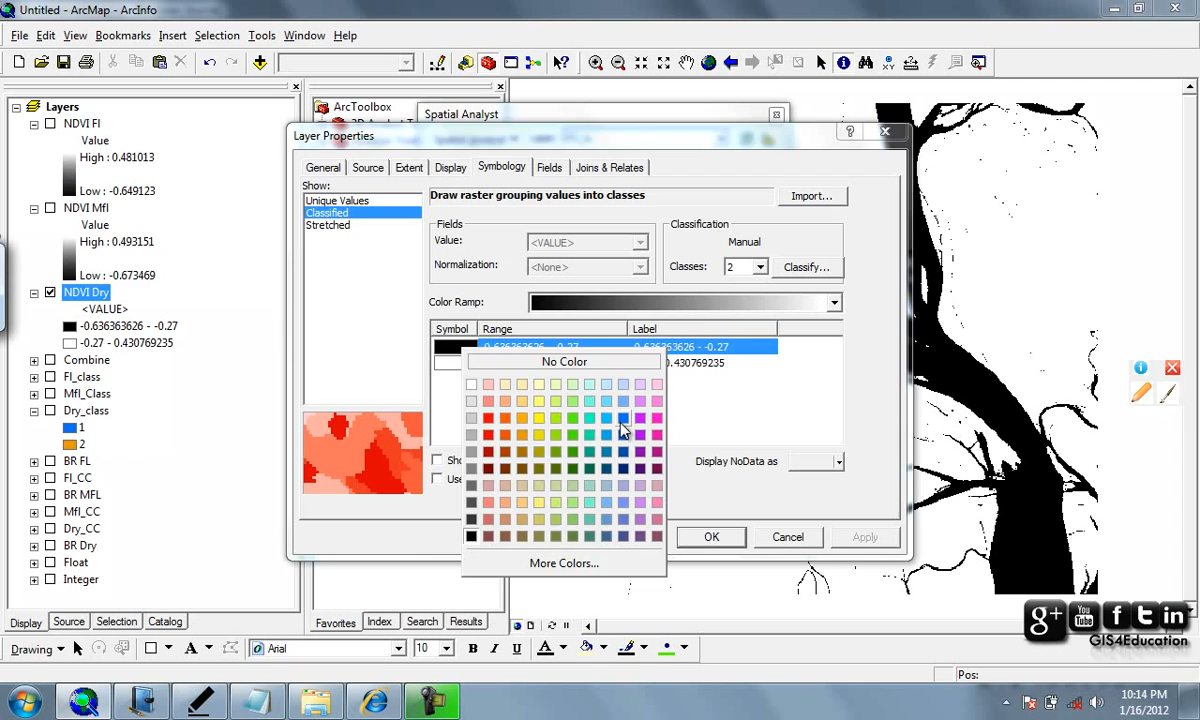 Untitled - ArcMap - ArcInfo
File Edit View Bookmarks Insert Selection Tools Window Help
Layers
NDVI Fl
Value
High : 0.481013
Low : -0.649123
NDVI Mfl
Value
High : 0.493151
Low : -0.673469
NDVI Dry
<VALUE>
-0.636363626 - -0.27
-0.27 - 0.430769235
Combine
Fl_class
Mfl_Class
Dry_class
1
2
BR FL
Fl_CC
BR MFL
Mfl_CC
Dry_CC
BR Dry
Float
Integer
Display Source Selection Catalog
ArcToolbox
Spatial Analyst
Layer Properties
General Source Extent Display Symbology Fields Joins & Relates
Show:
Unique Values
Classified
Stretched
Draw raster grouping values into classes
Import...
Fields
Value: <VALUE>
Normalization: <None>
Classification
Manual
Classes: 2 Classify...
Color Ramp:
Symbol Range Label
-0.636363626 - -0.27
0.430769235
No Color
More Colors...
Display NoData as
OK Cancel Apply
Favorites Index Search Results
Drawing Arial 10 B I U A
Pos:
g+ You Tube f t in
GIS4Education
10:14 PM
1/16/2012